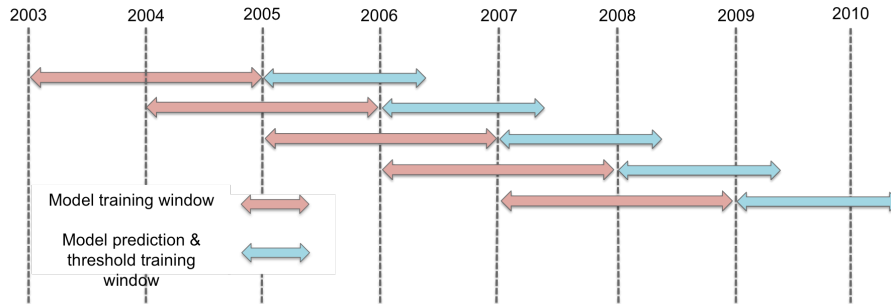 2003 2004 2005 2006 2007 2008 2009 2010
Model training window
Model prediction &
threshold training
window